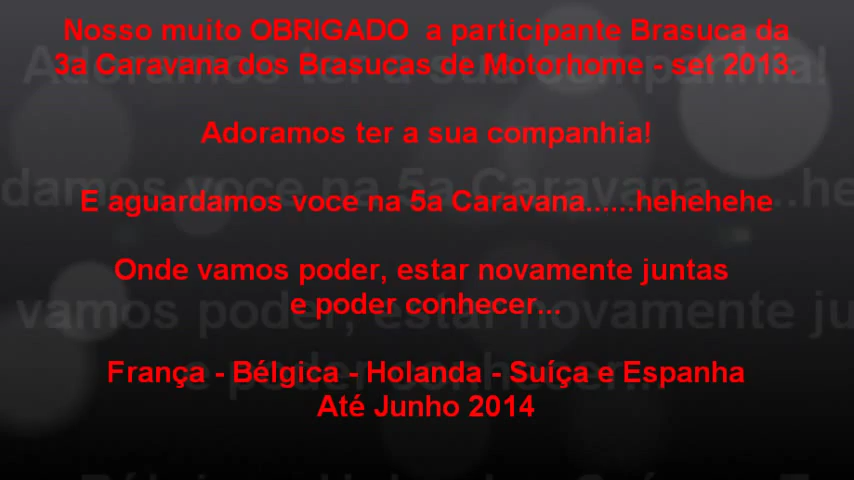 Nosso muito OBRIGADO a participante Brasuca da
3a Caravana dos Brasucas de Motorhome - set 2013.
Adoramos ter a sua companhia!
E aguardamos voce na 5a Caravana......hehehehe
Onde vamos poder, estar novamente juntas
e poder conhecer...
França - Bélgica - Holanda - Suíça e Espanha
Até Junho 2014